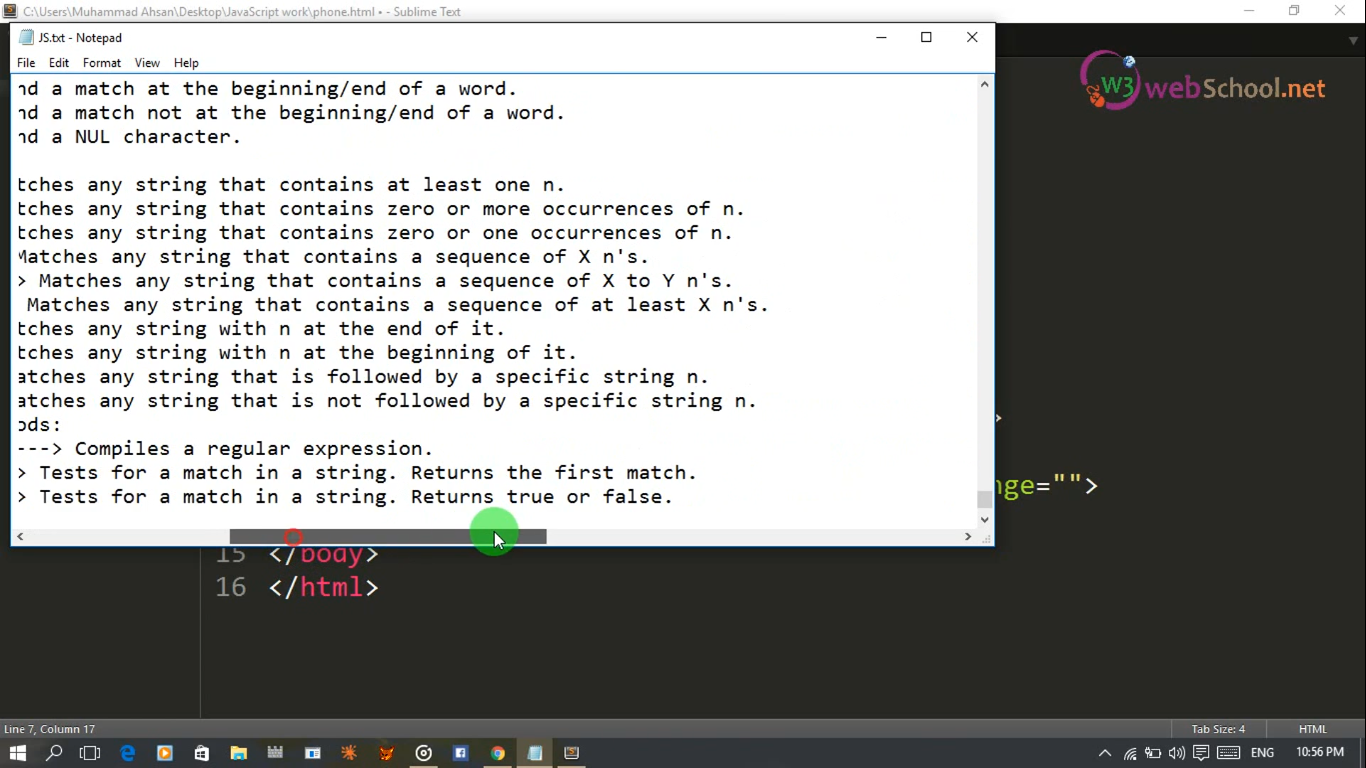 C:\Users\Muhammad Ahsan\Desktop\JavaScript work\phone.html • - Sublime Text
JS.txt - Notepad
File Edit Format View Help
W3webSchool.net
nd a match at the beginning/end of a word.
nd a match not at the beginning/end of a word.
nd a NUL character.
tches any string that contains at least one n.
tches any string that contains zero or more occurrences of n.
tches any string that contains zero or one occurrences of n.
Matches any string that contains a sequence of X n's.
> Matches any string that contains a sequence of X to Y n's.
Matches any string that contains a sequence of at least X n's.
tches any string with n at the end of it.
tches any string with n at the beginning of it.
atches any string that is followed by a specific string n.
atches any string that is not followed by a specific string n.
ods:
---> Compiles a regular expression.
> Tests for a match in a string. Returns the first match.
> Tests for a match in a string. Returns true or false.
>
nge="">
15 </body>
16 </html>
Line 7, Column 17
Tab Size: 4 HTML
ENG 10:56 PM